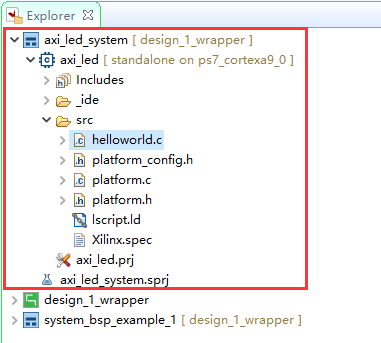 Explorer
axi_led_system [ design_1_wrapper ]
axi_led [ standalone on ps7_cortexa9_0 ]
Includes
_ide
src
helloworld.c
platform_config.h
platform.c
platform.h
lscript.ld
Xilinx.spec
axi_led.prj
axi_led_system.sprj
design_1_wrapper
system_bsp_example_1 [ design_1_wrapper ]